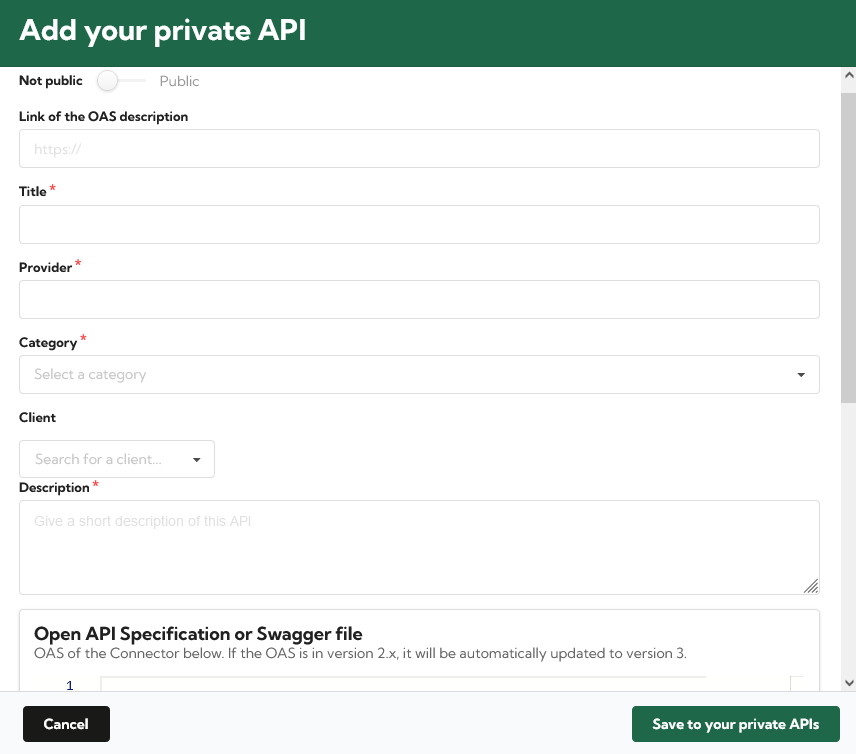 Add your private API
Not public Public
Link of the OAS description
https://
Title *
Provider *
Category *
Select a category
Client
Search for a client...
Description *
Give a short description of this API
Open API Specification or Swagger file
OAS of the Connector below. If the OAS is in version 2.x, it will be automatically updated to version 3.
1
Cancel Save to your private APIs